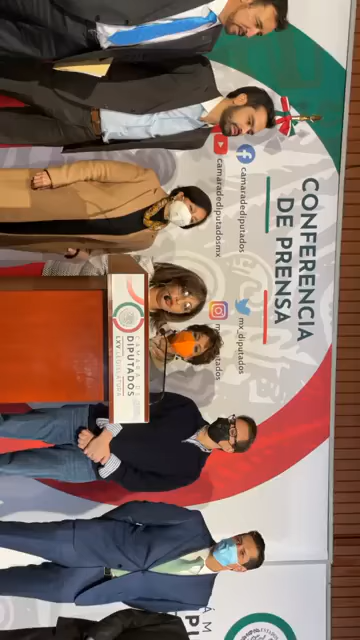 CONFERENCIA
DE PRENSA
camaradediputados
mx_diputados
camaradediputadosmx
CÁMARA DE
DIPUTADOS
LXV LEGISLATURA